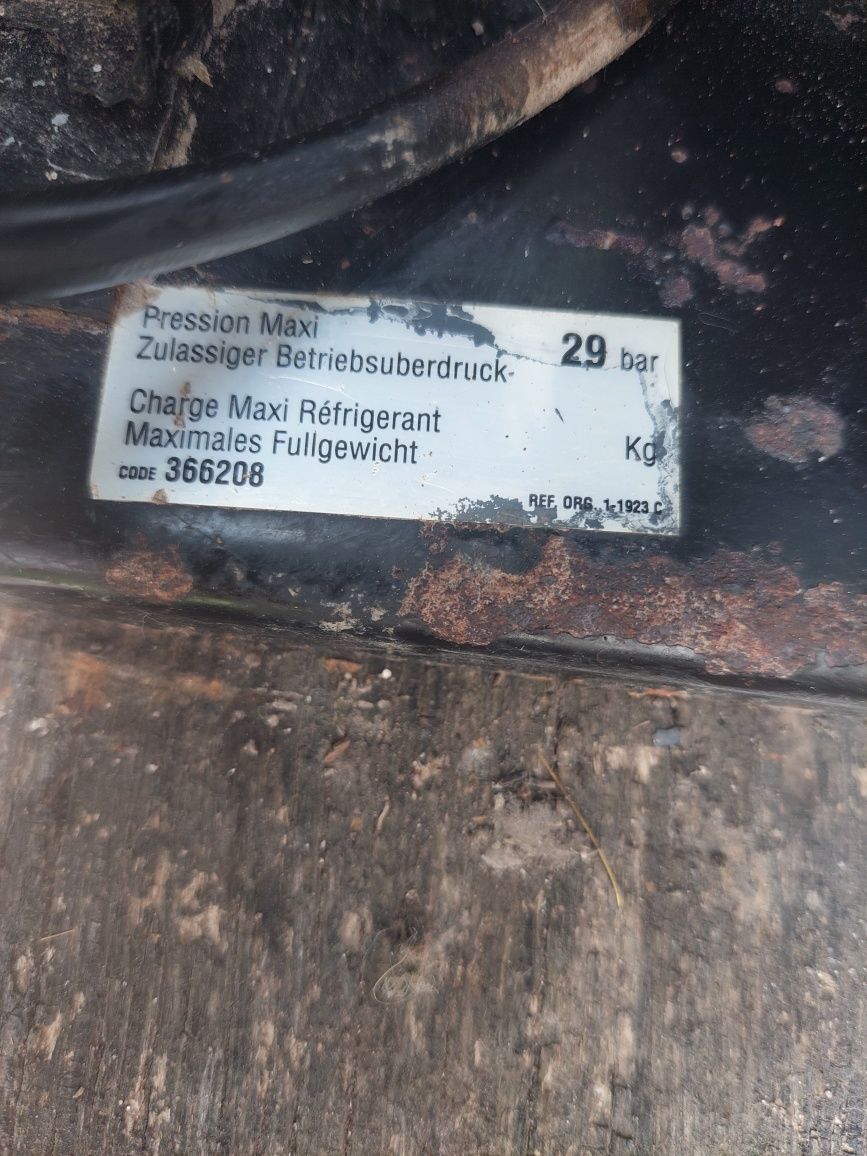 Pression Maxi
Zulassiger Betriebsuberdruck 29 bar
Charge Maxi Réfrigerant
Maximales Fullgewicht Kg
CODE 366208
REF. ORG. 1-1923 C